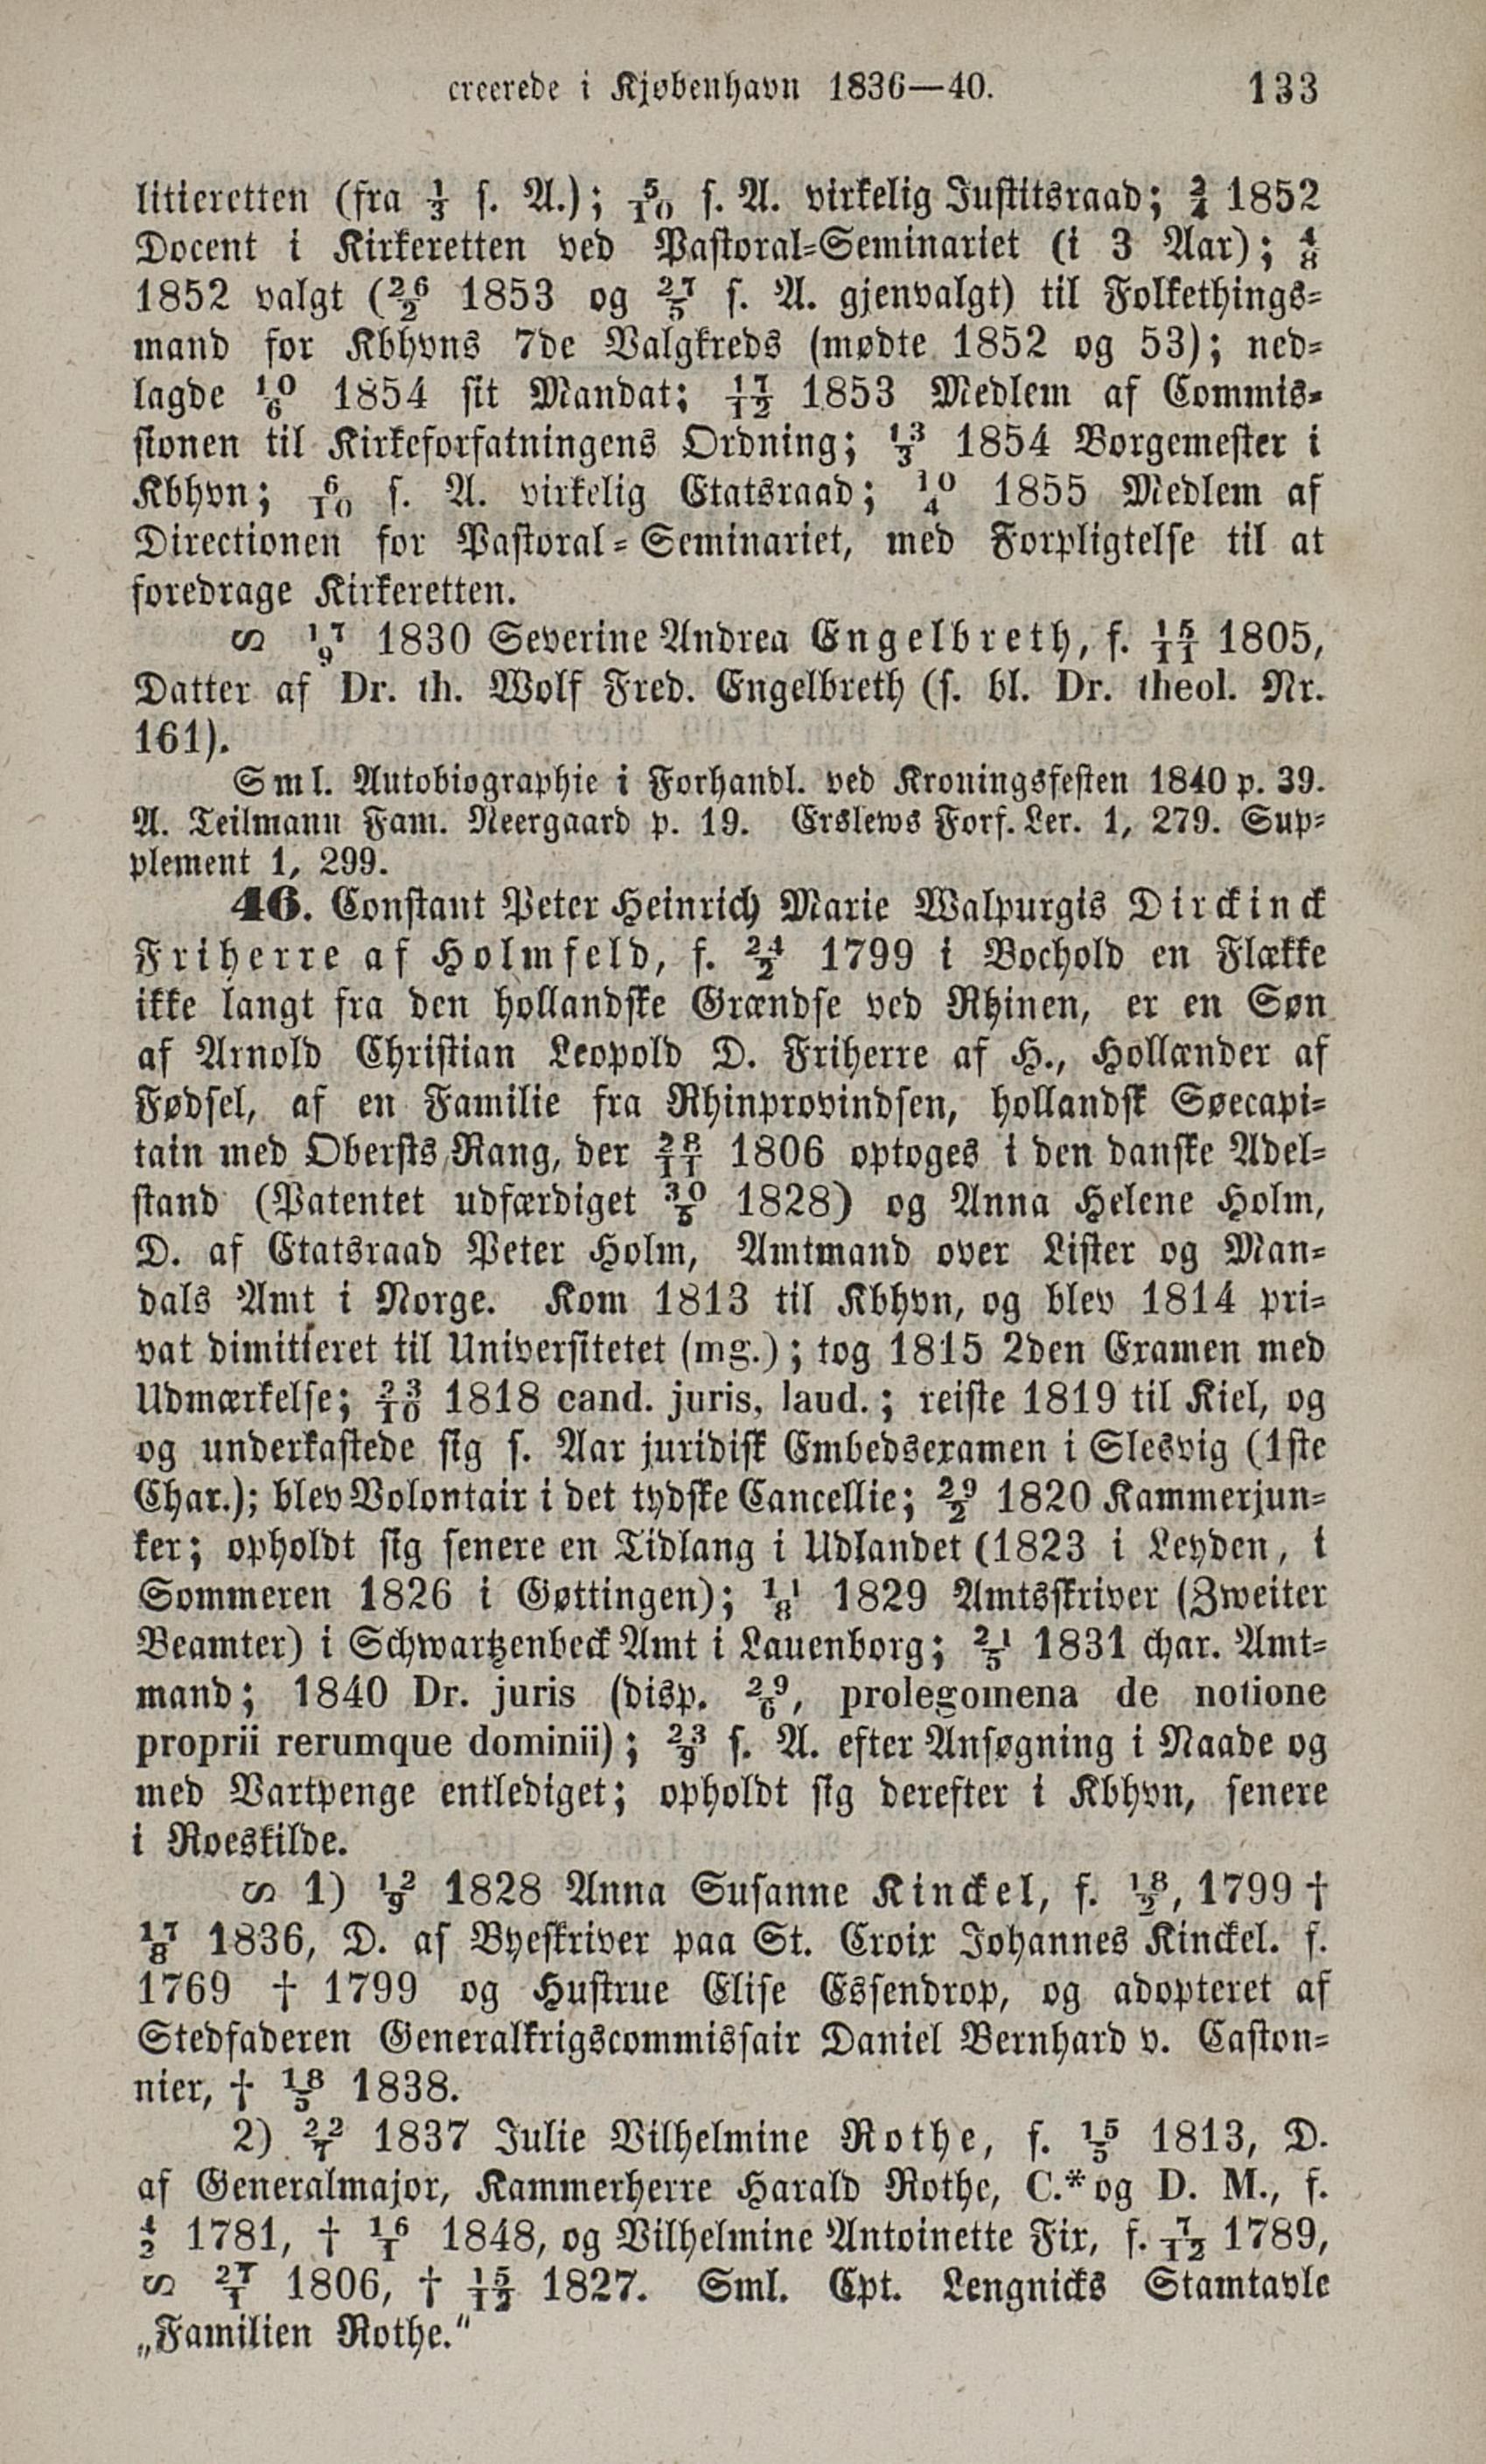 creerede i Kjøbenhavn 1836—40. 133
litieretten (fra 1/3 s. A.); 5/10 s. A. virkelig Justitsraad; 2/4 1852
Docent i Kirkeretten ved Pastoral-Seminariet (i 3 Aar); 4/8
1852 valgt (26/2 1853 og 27/5 s. A. gjenvalgt) til Folkethings-
mand for Kbhvns 7de Valgkreds (mødte 1852 og 53); ned-
lagde 10/6 1854 sit Mandat; 17/12 1853 Medlem af Commis-
sionen til Kirkeforfatningens Ordning; 13/3 1854 Borgemester i
Kbhvn; 6/10 s. A. virkelig Etatsraad; 10/4 1855 Medlem af
Directionen for Pastoral-Seminariet, med Forpligtelse til at
foredrage Kirkeretten.
ᔕ 17/9 1830 Severine Andrea Engelbreth, f. 15/11 1805,
Datter af Dr. th. Wolf Fred. Engelbreth (s. bl. Dr. theol. Nr.
161).
Sml. Autobiographie i Forhandl. ved Kroningsfesten 1840 p. 39.
A. Teilmann Fam. Neergaard p. 19. Erslews Forf. Lex. 1, 279. Sup-
plement 1, 299.
46. Constant Peter Heinrich Marie Walpurgis Dirckinck
Friherre af Holmfeld, f. 24/2 1799 i Bochold en Flække
ikke langt fra den hollandske Grændse ved Rhinen, er en Søn
af Arnold Christian Leopold D. Friherre af H., Hollænder af
Fødsel, af en Familie fra Rhinprovindsen, hollandsk Søecapi-
tain med Obersts Rang, der 28/11 1806 optoges i den danske Adel-
stand (Patentet udfærdiget 30/5 1828) og Anna Helene Holm,
D. af Etatsraad Peter Holm, Amtmand over Lister og Man-
dals Amt i Norge. Kom 1813 til Kbhvn, og blev 1814 pri-
vat dimitteret til Universitetet (mg.); tog 1815 2den Examen med
Udmærkelse; 23/10 1818 cand. juris, laud.; reiste 1819 til Kiel, og
og underkastede sig s. Aar juridisk Embedsexamen i Slesvig (1ste
Char.); blev Volontair i det tydske Cancellie; 29/2 1820 Kammerjun-
ker; opholdt sig senere en Tidlang i Udlandet (1823 i Leyden, i
Sommeren 1826 i Gøttingen); 11/8 1829 Amtsskriver (Zweiter
Beamter) i Schwartzenbeck Amt i Lauenborg; 21/5 1831 char. Amt-
mand; 1840 Dr. juris (disp. 29/6, prolegomena de notione
proprii rerumque dominii); 23/9 s. A. efter Ansøgning i Naade og
med Vartpenge entlediget; opholdt sig derefter i Kbhvn, senere
i Roeskilde.
ᔕ 1) 12/9 1828 Anna Susanne Kinckel, f. 18/2, 1799 †
17/8 1836, D. af Byeskriver paa St. Croix Johannes Kinckel. f.
1769 † 1799 og Hustrue Elise Essendrop, og adopteret af
Stedfaderen Generalkrigscommissair Daniel Bernhard v. Caston-
nier, † 18/5 1838.
2) 22/7 1837 Julie Vilhelmine Rothe, f. 15/5 1813, D.
af Generalmajor, Kammerherre Harald Rothe, C.* og D. M., f.
4/2 1781, † 16/1 1848, og Vilhelmine Antoinette Fix, f. 7/12 1789,
ᔕ 27/1 1806, † 15/12 1827. Sml. Cpt. Lengnicks Stamtavle
„Familien Rothe.“